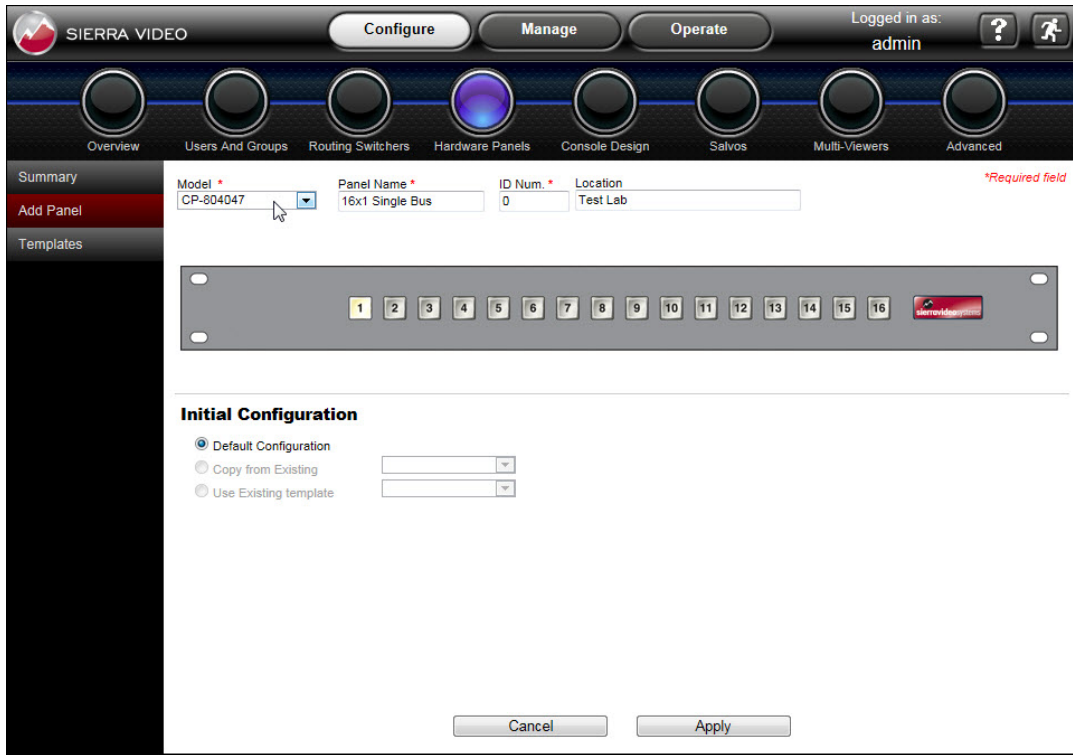 SIERRA VIDEO
Configure
Manage
Operate
Logged in as:
admin
?
Overview
Users And Groups
Routing Switchers
Hardware Panels
Console Design
Salvos
Multi-Viewers
Advanced
Summary
Add Panel
Templates
Model *
Panel Name *
ID Num. *
Location
*Required field
CP-804047
16x1 Single Bus
0
Test Lab
1 2 3 4 5 6 7 8 9 10 11 12 13 14 15 16
sierravideosystems
Initial Configuration
Default Configuration
Copy from Existing
Use Existing template
Cancel
Apply